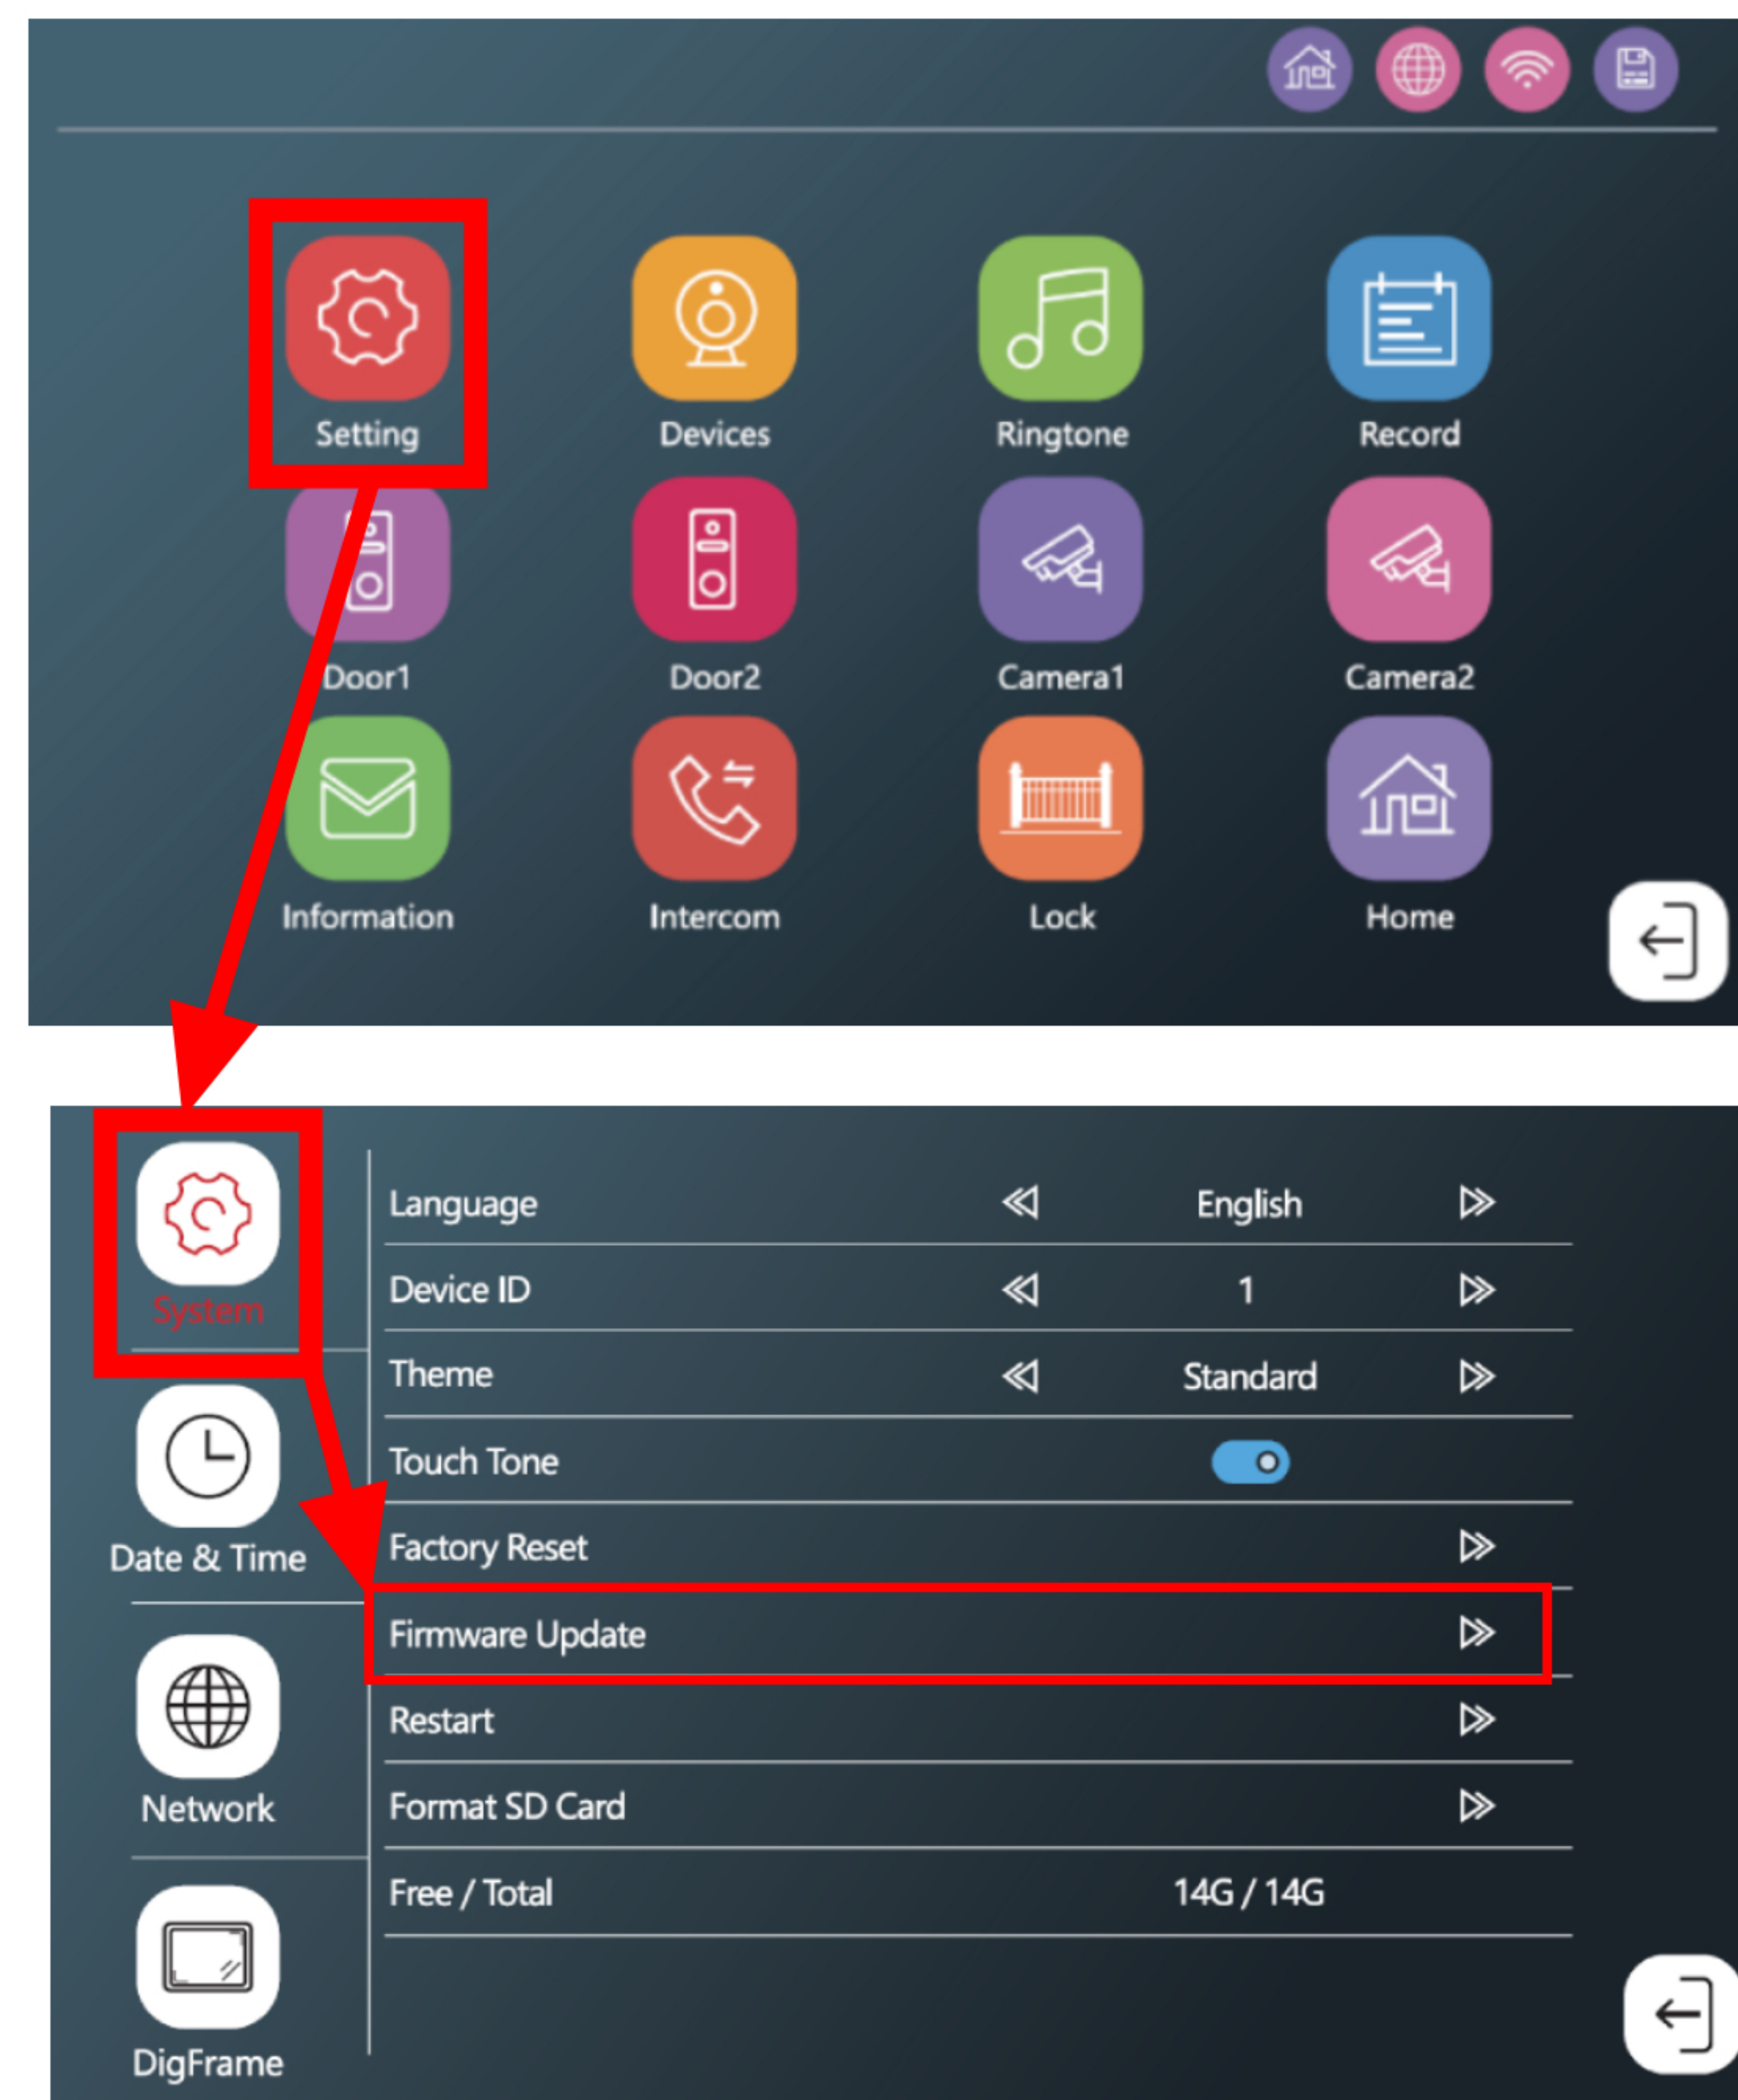 Setting Devices Ringtone Record
Door1 Door2 Camera1 Camera2
Information Intercom Lock Home
System
Date & Time
Network
DigFrame
Language English
Device ID 1
Theme Standard
Touch Tone
Factory Reset
Firmware Update
Restart
Format SD Card
Free / Total 14G / 14G